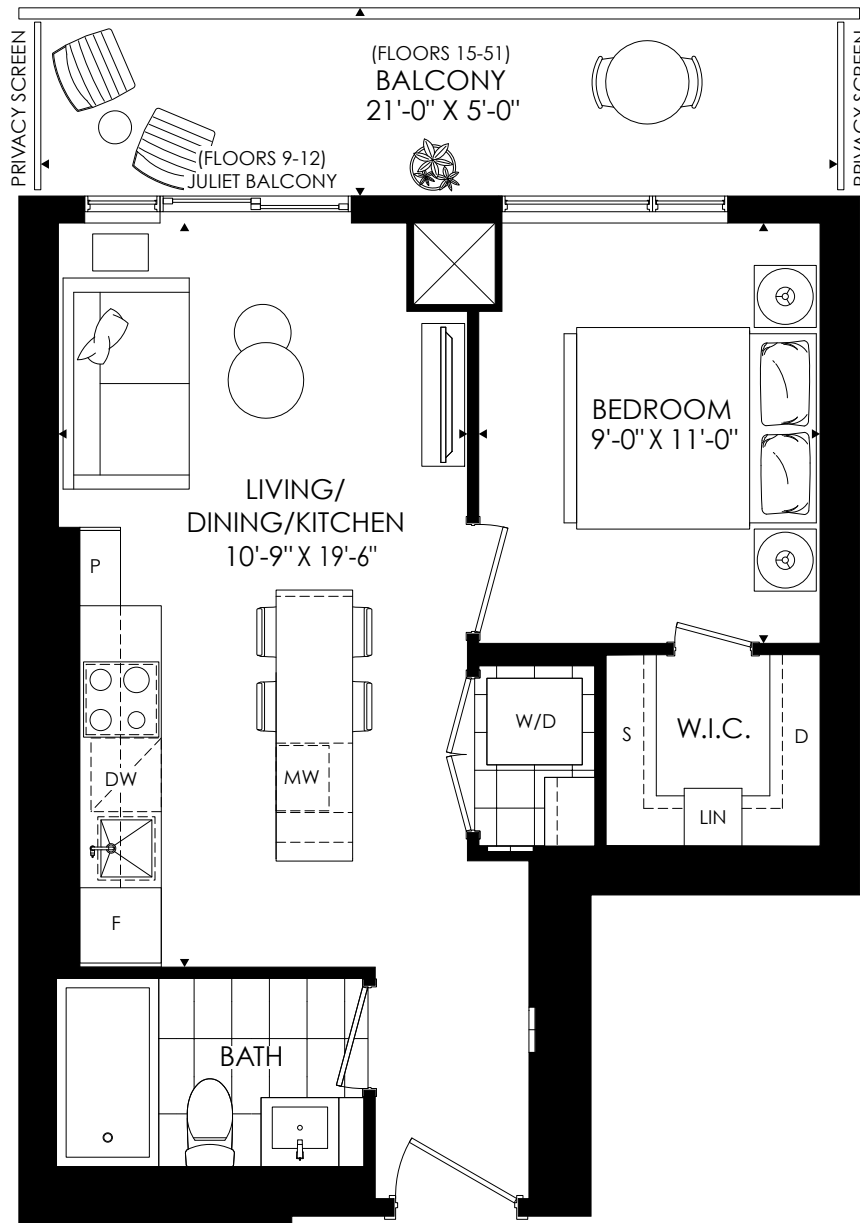 PRIVACY SCREEN
(FLOORS 15-51)
BALCONY
21'-0" X 5'-0"
PRIVACY SCREEN
(FLOORS 9-12)
JULIET BALCONY
BEDROOM
9'-0" X 11'-0"
LIVING/
DINING/KITCHEN
10'-9" X 19'-6"
P
W/D
S
W.I.C.
D
DW
MW
LIN
F
BATH